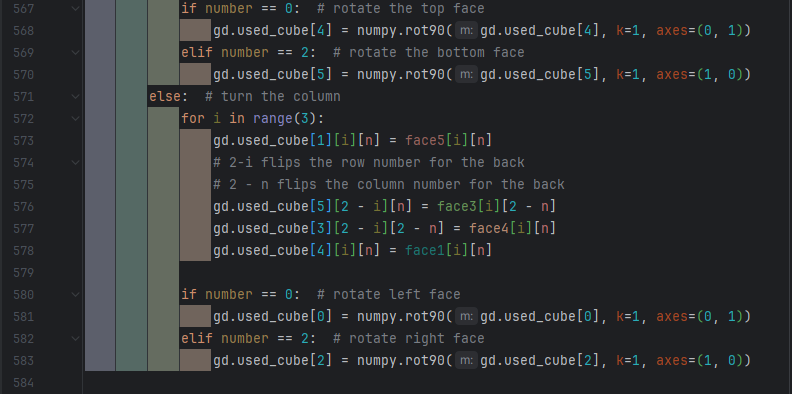 567 if number == 0:  # rotate the top face
568 gd.used_cube[4] = numpy.rot90( m: gd.used_cube[4], k=1, axes=(0, 1))
569 elif number == 2:  # rotate the bottom face
570 gd.used_cube[5] = numpy.rot90( m: gd.used_cube[5], k=1, axes=(1, 0))
571 else:  # turn the column
572 for i in range(3):
573 gd.used_cube[1][i][n] = face5[i][n]
574 # 2-i flips the row number for the back
575 # 2 - n flips the column number for the back
576 gd.used_cube[5][2 - i][n] = face3[i][2 - n]
577 gd.used_cube[3][2 - i][2 - n] = face4[i][n]
578 gd.used_cube[4][i][n] = face1[i][n]
579
580 if number == 0:  # rotate left face
581 gd.used_cube[0] = numpy.rot90( m: gd.used_cube[0], k=1, axes=(0, 1))
582 elif number == 2:  # rotate right face
583 gd.used_cube[2] = numpy.rot90( m: gd.used_cube[2], k=1, axes=(1, 0))
584